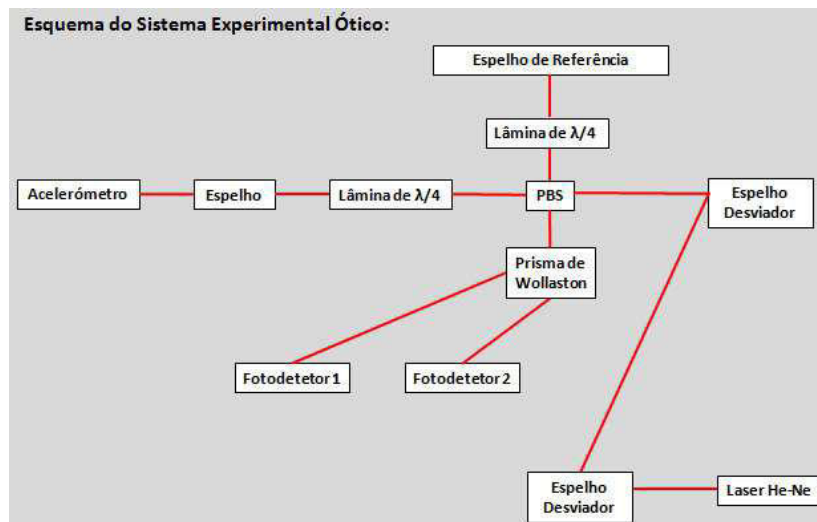 Esquema do Sistema Experimental Ótico:
Espelho de Referência
Lâmina de λ/4
Acelerómetro
Espelho
Lâmina de λ/4
PBS
Espelho
Desviador
Prisma de
Wollaston
Fotodetetor 1
Fotodetetor 2
Espelho
Desviador
Laser He-Ne